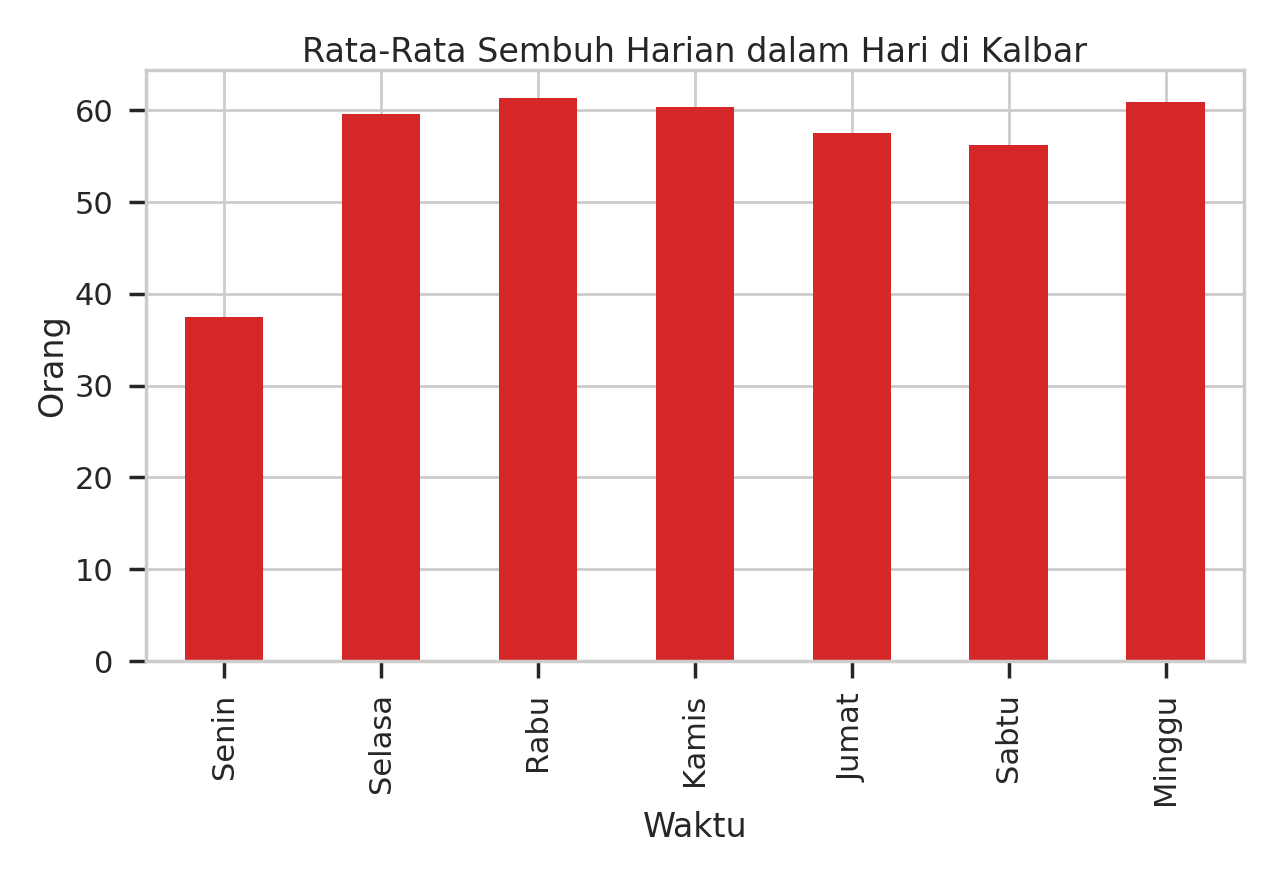 Rata-Rata Sembuh Harian dalam Hari di Kalbar
60
50
40
30
20
10
0
Orang
Senin
Selasa
Rabu
Kamis
Jumat
Sabtu
Minggu
Waktu